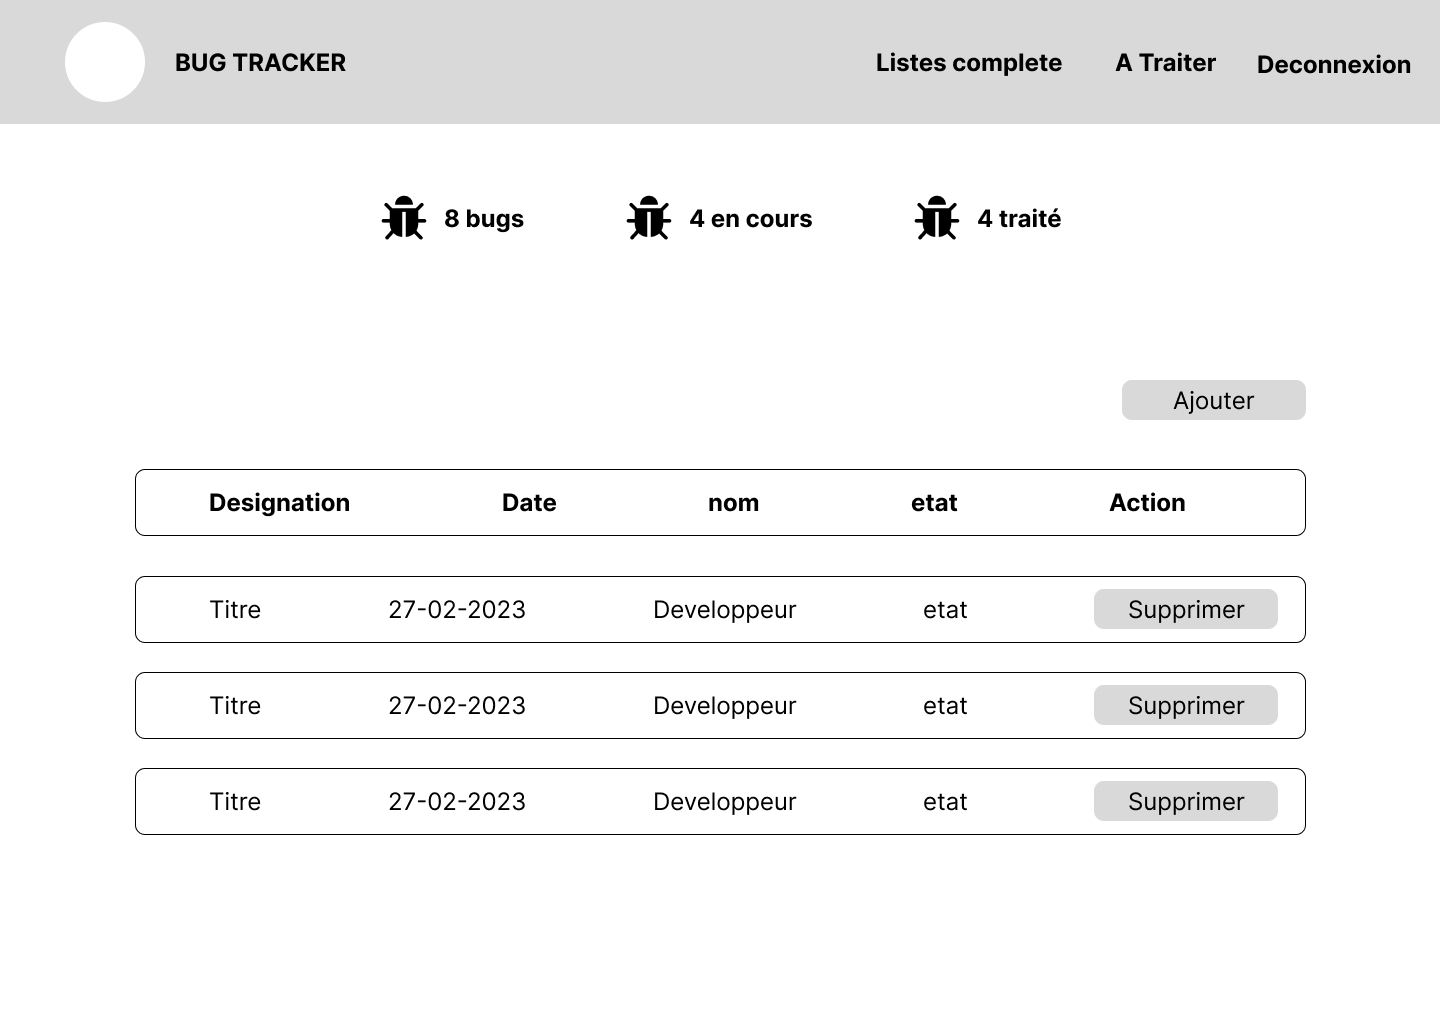 BUG TRACKER Listes complete A Traiter Deconnexion
8 bugs 4 en cours 4 traité
Ajouter
Designation Date nom etat Action
Titre 27-02-2023 Developpeur etat Supprimer
Titre 27-02-2023 Developpeur etat Supprimer
Titre 27-02-2023 Developpeur etat Supprimer